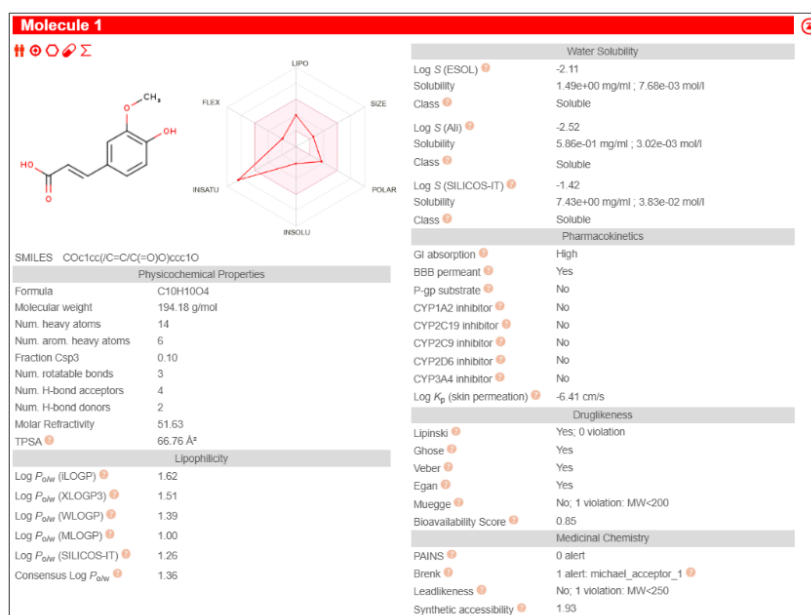 Molecule 1
LIPO
FLEX
SIZE
INSATU
POLAR
INSOLU
CH₃
O
OH
HO
O
SMILES COc1cc(/C=C/C(=O)O)ccc1O
Physicochemical Properties
Formula C10H10O4
Molecular weight 194.18 g/mol
Num. heavy atoms 14
Num. arom. heavy atoms 6
Fraction Csp3 0.10
Num. rotatable bonds 3
Num. H-bond acceptors 4
Num. H-bond donors 2
Molar Refractivity 51.63
TPSA ? 66.76 Å²
Lipophilicity
Log Po/w (iLOGP) ? 1.62
Log Po/w (XLOGP3) ? 1.51
Log Po/w (WLOGP) ? 1.39
Log Po/w (MLOGP) ? 1.00
Log Po/w (SILICOS-IT) ? 1.26
Consensus Log Po/w ? 1.36
Water Solubility
Log S (ESOL) ? -2.11
Solubility 1.49e+00 mg/ml ; 7.68e-03 mol/l
Class ? Soluble
Log S (Ali) ? -2.52
Solubility 5.86e-01 mg/ml ; 3.02e-03 mol/l
Class ? Soluble
Log S (SILICOS-IT) ? -1.42
Solubility 7.43e+00 mg/ml ; 3.83e-02 mol/l
Class ? Soluble
Pharmacokinetics
GI absorption ? High
BBB permeant ? Yes
P-gp substrate ? No
CYP1A2 inhibitor ? No
CYP2C19 inhibitor ? No
CYP2C9 inhibitor ? No
CYP2D6 inhibitor ? No
CYP3A4 inhibitor ? No
Log Kp (skin permeation) ? -6.41 cm/s
Druglikeness
Lipinski ? Yes; 0 violation
Ghose ? Yes
Veber ? Yes
Egan ? Yes
Muegge ? No; 1 violation: MW<200
Bioavailability Score ? 0.85
Medicinal Chemistry
PAINS ? 0 alert
Brenk ? 1 alert: michael_acceptor_1 ?
Leadlikeness ? No; 1 violation: MW<250
Synthetic accessibility ? 1.93